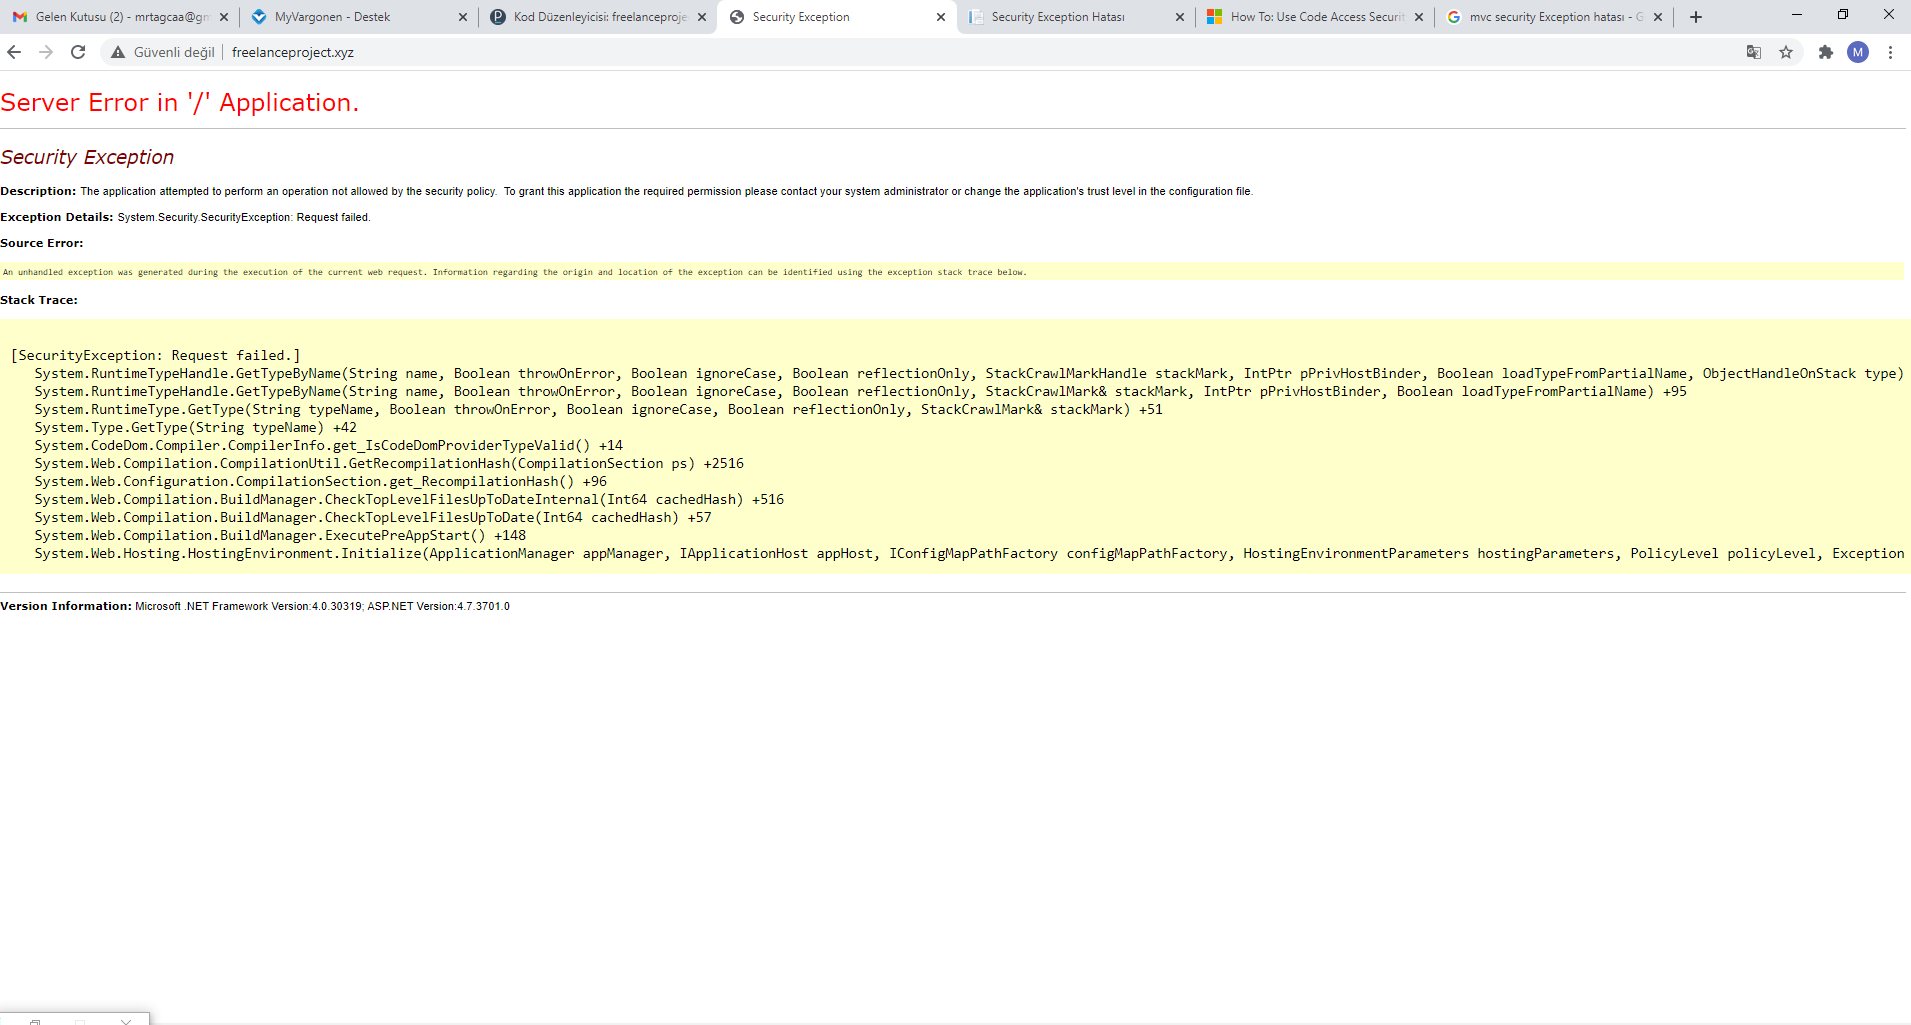 Gelen Kutusu (2) - mrtagcaa@gm
MyVargonen - Destek
Kod Düzenleyicisi: freelanceproje
Security Exception
Security Exception Hatası
How To: Use Code Access Securit
mvc security Exception hatası - G
Güvenli değil
freelanceproject.xyz
M
Server Error in '/' Application.
Security Exception
Description: The application attempted to perform an operation not allowed by the security policy.  To grant this application the required permission please contact your system administrator or change the application's trust level in the configuration file.
Exception Details: System.Security.SecurityException: Request failed.
Source Error:
An unhandled exception was generated during the execution of the current web request. Information regarding the origin and location of the exception can be identified using the exception stack trace below.
Stack Trace:
[SecurityException: Request failed.]
System.RuntimeTypeHandle.GetTypeByName(String name, Boolean throwOnError, Boolean ignoreCase, Boolean reflectionOnly, StackCrawlMarkHandle stackMark, IntPtr pPrivHostBinder, Boolean loadTypeFromPartialName, ObjectHandleOnStack type)
System.RuntimeTypeHandle.GetTypeByName(String name, Boolean throwOnError, Boolean ignoreCase, Boolean reflectionOnly, StackCrawlMark& stackMark, IntPtr pPrivHostBinder, Boolean loadTypeFromPartialName) +95
System.RuntimeType.GetType(String typeName, Boolean throwOnError, Boolean ignoreCase, Boolean reflectionOnly, StackCrawlMark& stackMark) +51
System.Type.GetType(String typeName) +42
System.CodeDom.Compiler.CompilerInfo.get_IsCodeDomProviderTypeValid() +14
System.Web.Compilation.CompilationUtil.GetRecompilationHash(CompilationSection ps) +2516
System.Web.Configuration.CompilationSection.get_RecompilationHash() +96
System.Web.Compilation.BuildManager.CheckTopLevelFilesUpToDateInternal(Int64 cachedHash) +516
System.Web.Compilation.BuildManager.CheckTopLevelFilesUpToDate(Int64 cachedHash) +57
System.Web.Compilation.BuildManager.ExecutePreAppStart() +148
System.Web.Hosting.HostingEnvironment.Initialize(ApplicationManager appManager, IApplicationHost appHost, IConfigMapPathFactory configMapPathFactory, HostingEnvironmentParameters hostingParameters, PolicyLevel policyLevel, Exception
Version Information: Microsoft .NET Framework Version:4.0.30319; ASP.NET Version:4.7.3701.0